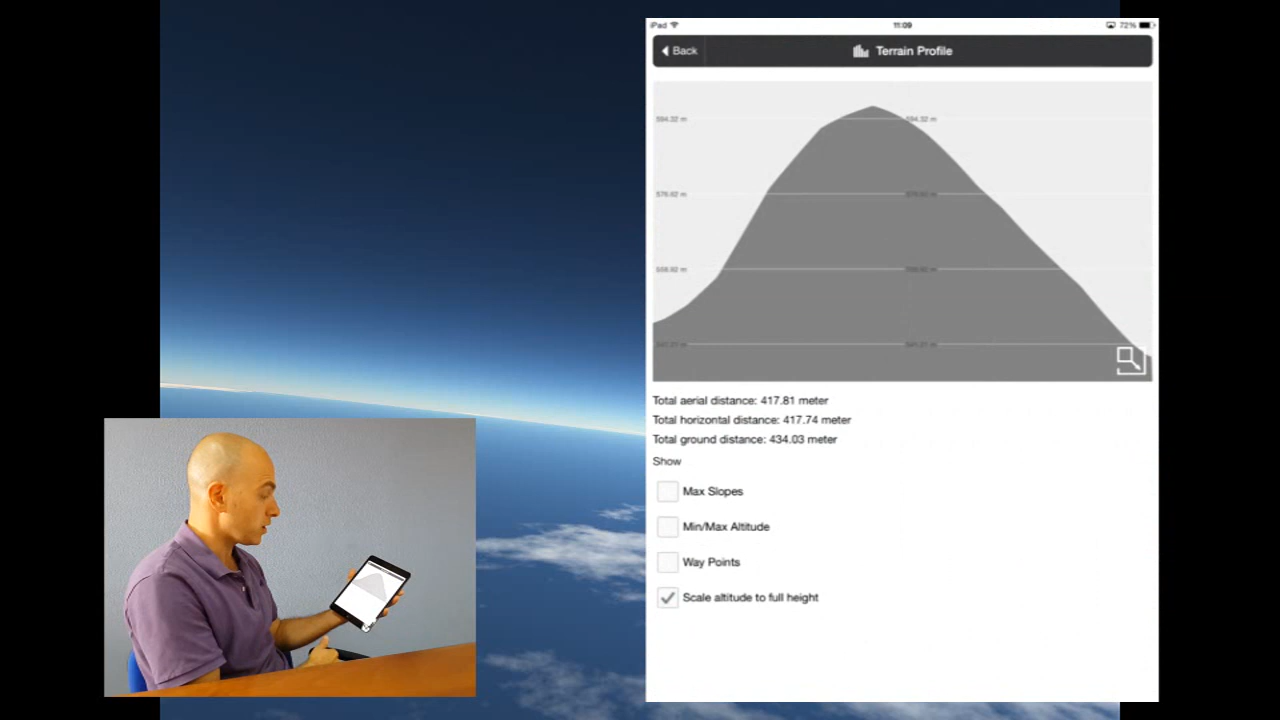 iPad 11:09 72%
Back Terrain Profile
594.32 m 594.32 m
Total aerial distance: 417.81 meter
Total horizontal distance: 417.74 meter
Total ground distance: 434.03 meter
Show
Max Slopes
Min/Max Altitude
Way Points
Scale altitude to full height